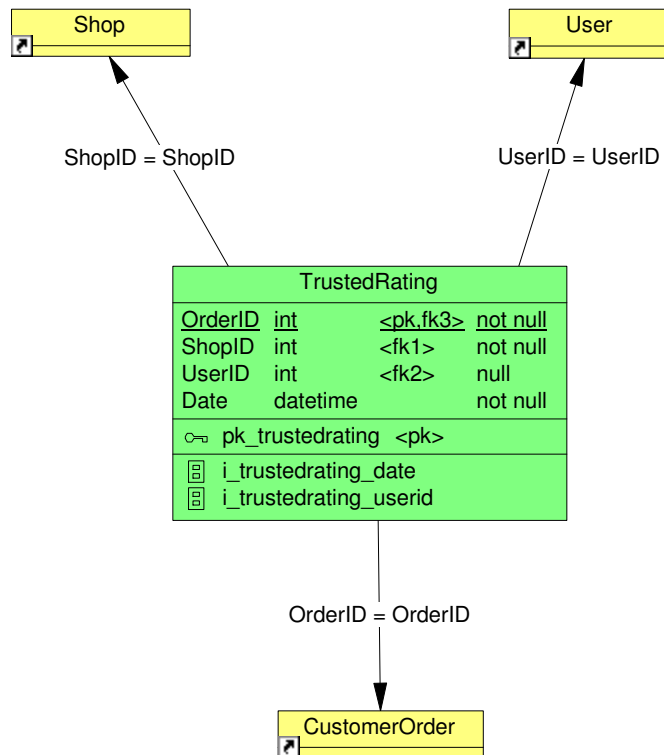 Shop
User
ShopID = ShopID
UserID = UserID
TrustedRating
OrderID int <pk,fk3> not null
ShopID int <fk1> not null
UserID int <fk2> null
Date datetime not null
pk_trustedrating <pk>
i_trustedrating_date
i_trustedrating_userid
OrderID = OrderID
CustomerOrder